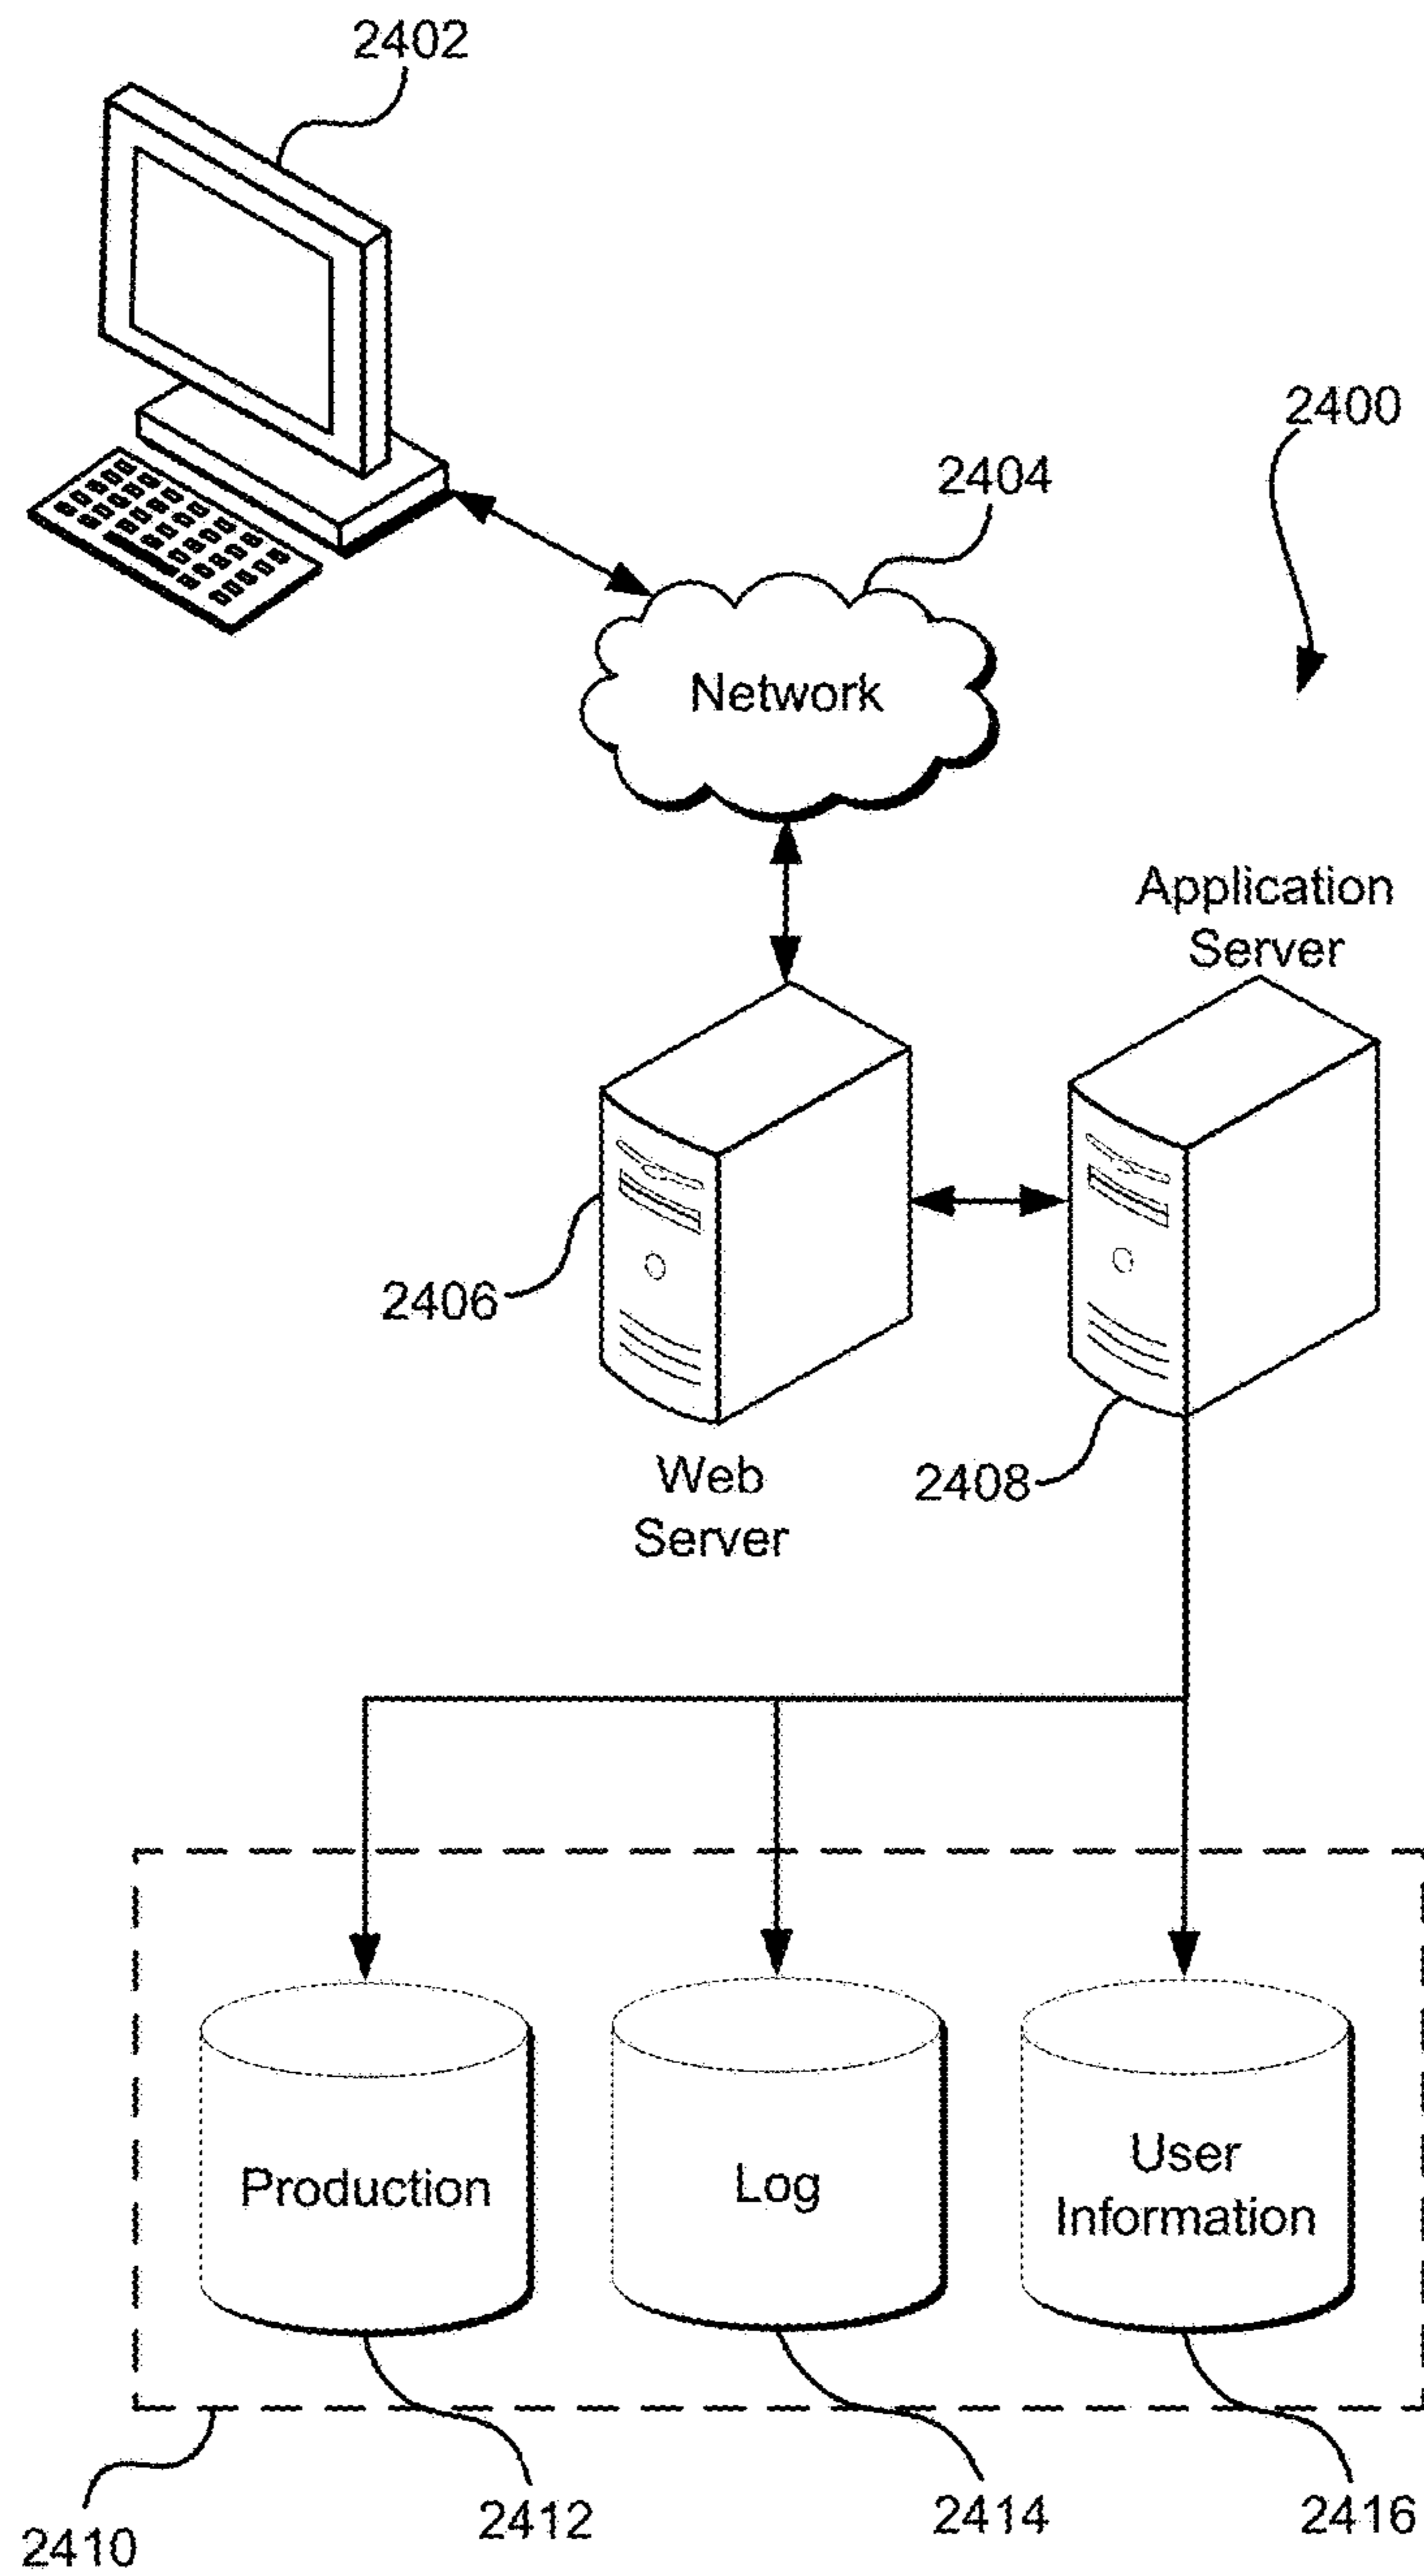 2402
2400
2404
Network
Application
Server
2406
Web
Server
2408
Production
Log
User
Information
2410
2412
2414
2416